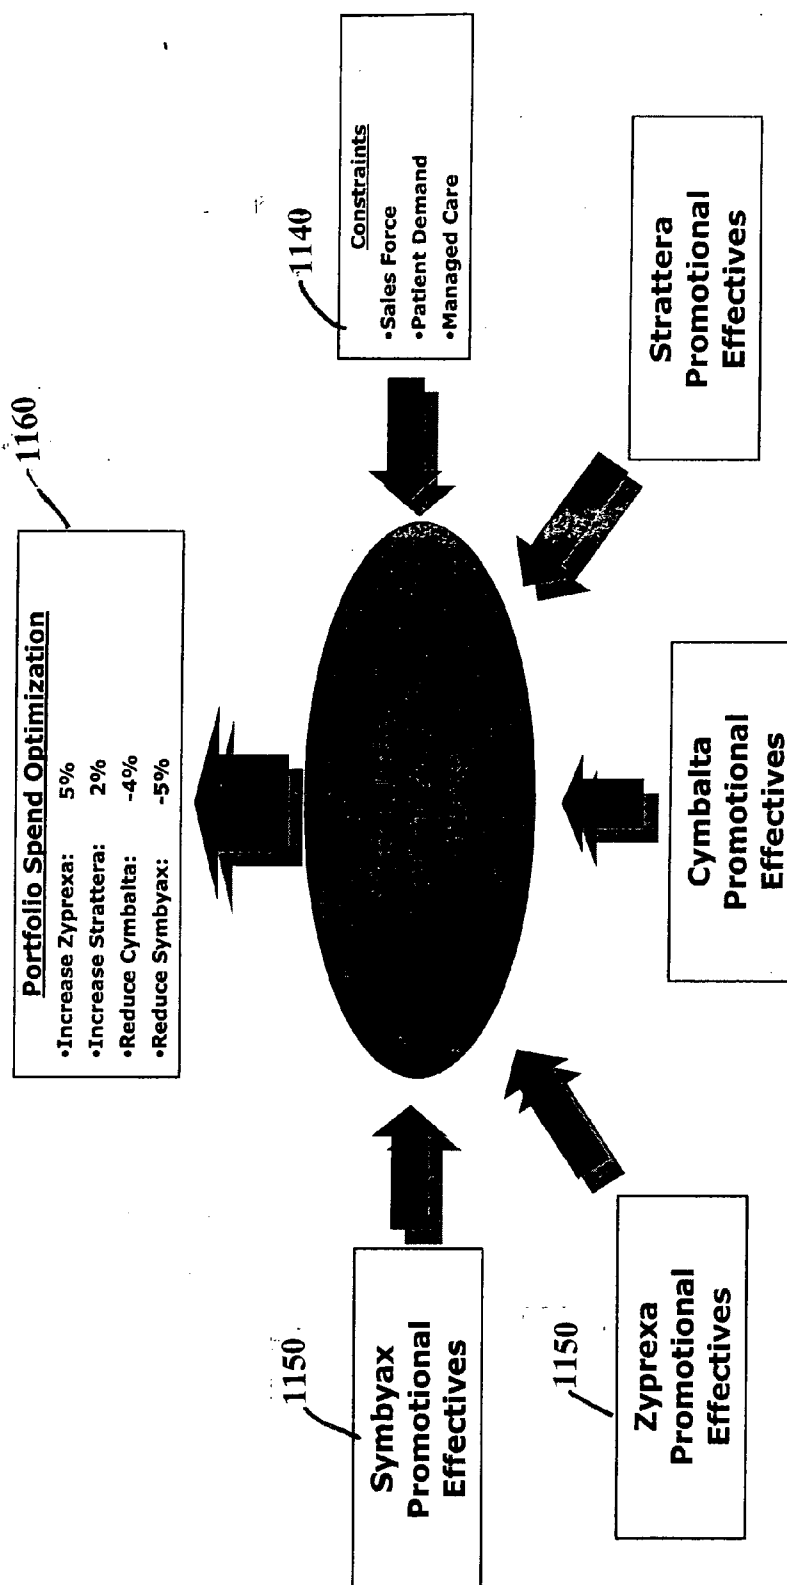 1160
Portfolio Spend Optimization
•Increase Zyprexa: 5%
•Increase Strattera: 2%
•Reduce Cymbalta: -4%
•Reduce Symbyax: -5%
1140
Constraints
•Sales Force
•Patient Demand
•Managed Care
1150
Symbyax
Promotional
Effectives
1150
Zyprexa
Promotional
Effectives
Cymbalta
Promotional
Effectives
Strattera
Promotional
Effectives